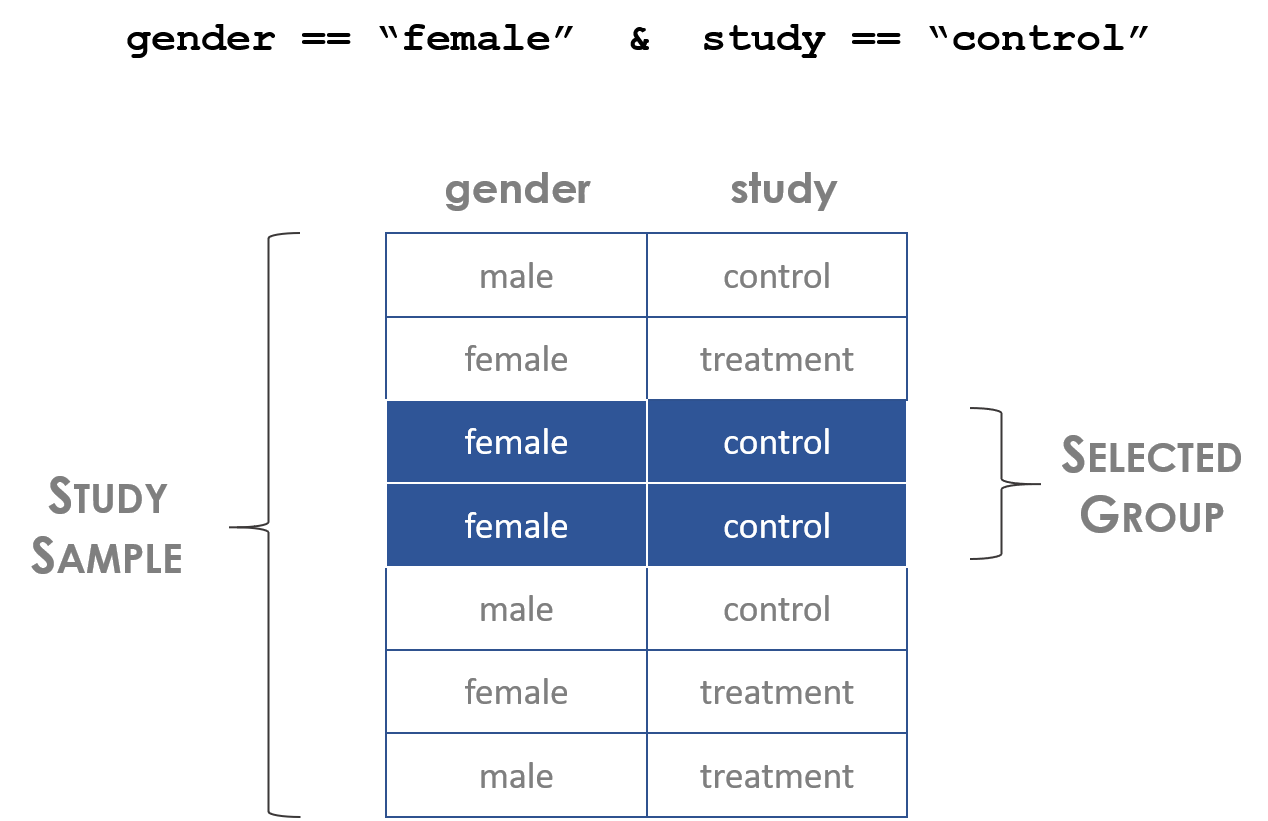 gender == “female” & study == “control”
gender study
male control
female treatment
female control
female control
male control
female treatment
male treatment
STUDY
SAMPLE
SELECTED
GROUP